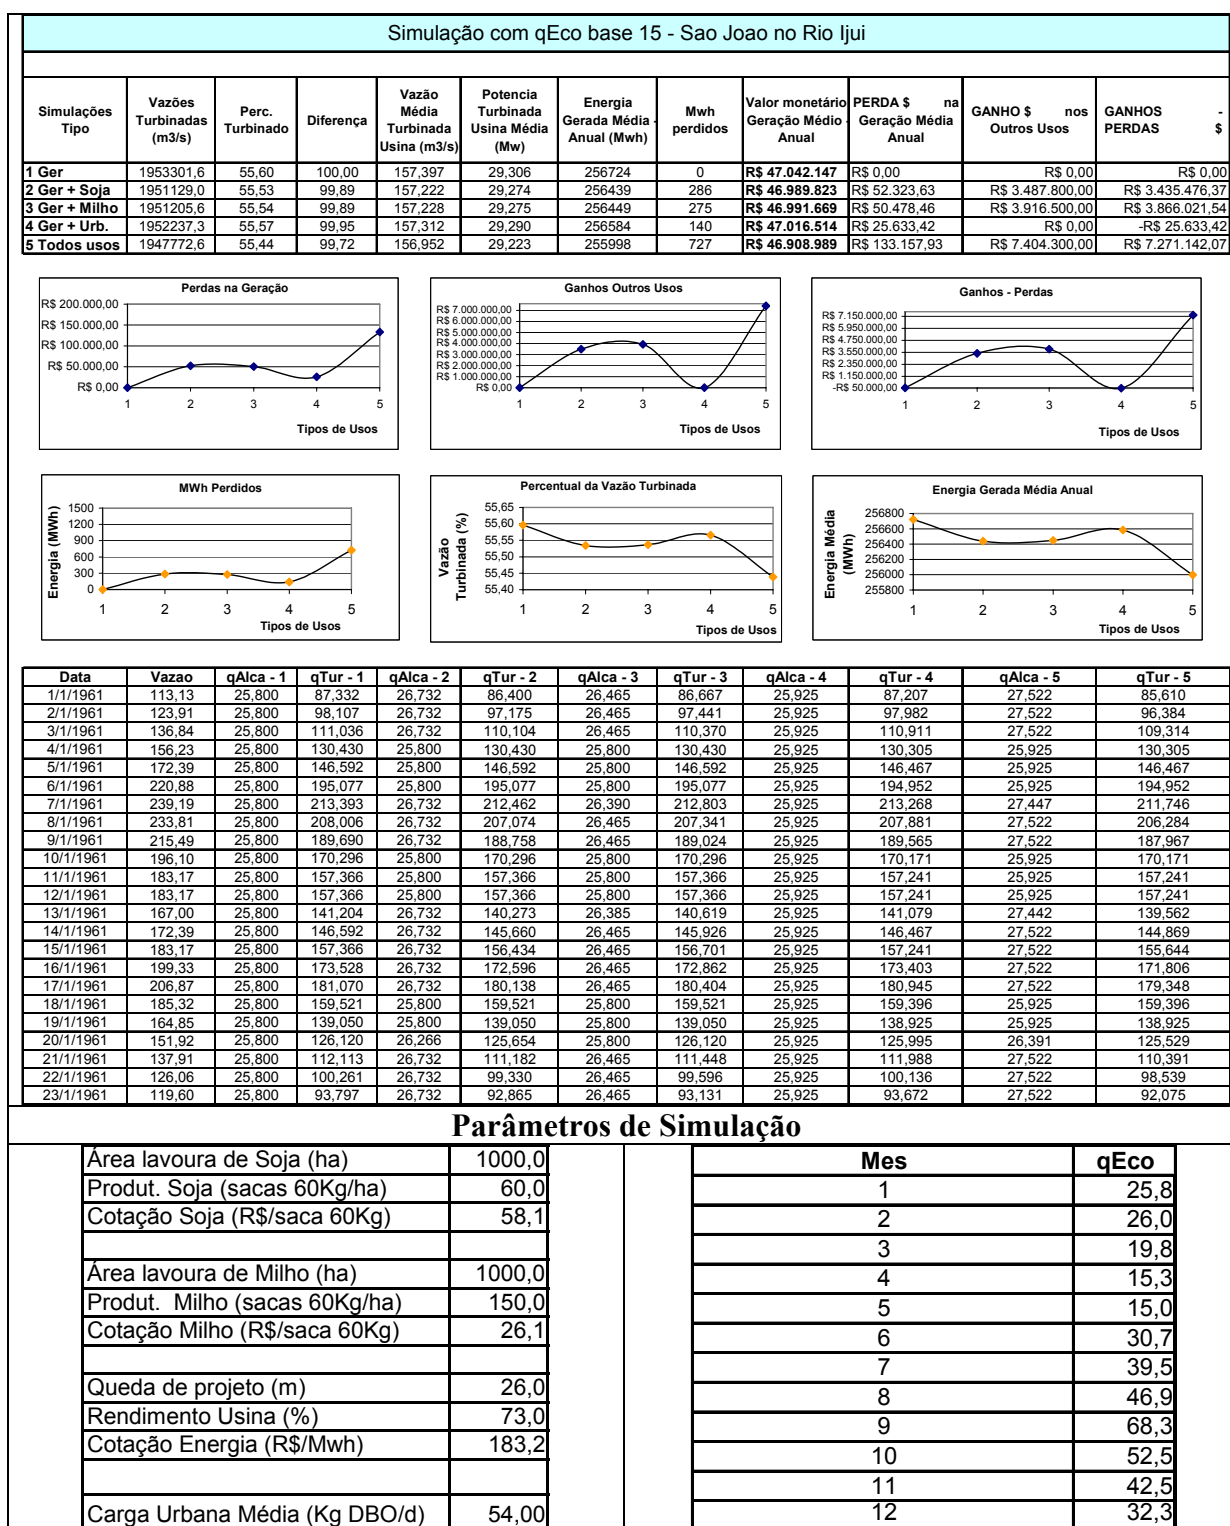 Simulação com qEco base 15 - Sao Joao no Rio Ijui
Simulações Tipo | Vazões Turbinadas (m3/s) | Perc. Turbinado | Diferença | Vazão Média Turbinada Usina (m3/s) | Potencia Turbinada Usina Média (Mw) | Energia Gerada Média - Anual (Mwh) | Mwh perdidos | Valor monetário Geração Médio - Anual | PERDA $ na Geração Média Anual | GANHO $ nos Outros Usos | GANHOS - PERDAS $
1 Ger | 1953301,6 | 55,60 | 100,00 | 157,397 | 29,306 | 256724 | 0 | R$ 47.042.147 | R$ 0,00 | R$ 0,00 | R$ 0,00
2 Ger + Soja | 1951129,0 | 55,53 | 99,89 | 157,222 | 29,274 | 256439 | 286 | R$ 46.989.823 | R$ 52.323,63 | R$ 3.487.800,00 | R$ 3.435.476,37
3 Ger + Milho | 1951205,6 | 55,54 | 99,89 | 157,228 | 29,275 | 256449 | 275 | R$ 46.991.669 | R$ 50.478,46 | R$ 3.916.500,00 | R$ 3.866.021,54
4 Ger + Urb. | 1952237,3 | 55,57 | 99,95 | 157,312 | 29,290 | 256584 | 140 | R$ 47.016.514 | R$ 25.633,42 | R$ 0,00 | -R$ 25.633,42
5 Todos usos | 1947772,6 | 55,44 | 99,72 | 156,952 | 29,223 | 255998 | 727 | R$ 46.908.989 | R$ 133.157,93 | R$ 7.404.300,00 | R$ 7.271.142,07
Perdas na Geração
R$ 200.000,00
R$ 150.000,00
R$ 100.000,00
R$ 50.000,00
R$ 0,00
1 2 3 4 5
Tipos de Usos
Ganhos Outros Usos
R$ 7.000.000,00
R$ 6.000.000,00
R$ 5.000.000,00
R$ 4.000.000,00
R$ 3.000.000,00
R$ 2.000.000,00
R$ 1.000.000,00
R$ 0,00
1 2 3 4 5
Tipos de Usos
Ganhos - Perdas
R$ 7.150.000,00
R$ 5.950.000,00
R$ 4.750.000,00
R$ 3.550.000,00
R$ 2.350.000,00
R$ 1.150.000,00
-R$ 50.000,00
1 2 3 4 5
Tipos de Usos
MWh Perdidos
Energia (MWh)
1500
1200
900
600
300
0
1 2 3 4 5
Tipos de Usos
Percentual da Vazão Turbinada
Vazão
Turbinada (%)
55,65
55,60
55,55
55,50
55,45
55,40
1 2 3 4 5
Tipos de Usos
Energia Gerada Média Anual
Energia Média
(MWh)
256800
256600
256400
256200
256000
255800
1 2 3 4 5
Tipos de Usos
Data | Vazao | qAlca - 1 | qTur - 1 | qAlca - 2 | qTur - 2 | qAlca - 3 | qTur - 3 | qAlca - 4 | qTur - 4 | qAlca - 5 | qTur - 5
1/1/1961 | 113,13 | 25,800 | 87,332 | 26,732 | 86,400 | 26,465 | 86,667 | 25,925 | 87,207 | 27,522 | 85,610
2/1/1961 | 123,91 | 25,800 | 98,107 | 26,732 | 97,175 | 26,465 | 97,441 | 25,925 | 97,982 | 27,522 | 96,384
3/1/1961 | 136,84 | 25,800 | 111,036 | 26,732 | 110,104 | 26,465 | 110,370 | 25,925 | 110,911 | 27,522 | 109,314
4/1/1961 | 156,23 | 25,800 | 130,430 | 25,800 | 130,430 | 25,800 | 130,430 | 25,925 | 130,305 | 25,925 | 130,305
5/1/1961 | 172,39 | 25,800 | 146,592 | 25,800 | 146,592 | 25,800 | 146,592 | 25,925 | 146,467 | 25,925 | 146,467
6/1/1961 | 220,88 | 25,800 | 195,077 | 25,800 | 195,077 | 25,800 | 195,077 | 25,925 | 194,952 | 25,925 | 194,952
7/1/1961 | 239,19 | 25,800 | 213,393 | 26,732 | 212,462 | 26,390 | 212,803 | 25,925 | 213,268 | 27,447 | 211,746
8/1/1961 | 233,81 | 25,800 | 208,006 | 26,732 | 207,074 | 26,465 | 207,341 | 25,925 | 207,881 | 27,522 | 206,284
9/1/1961 | 215,49 | 25,800 | 189,690 | 26,732 | 188,758 | 26,465 | 189,024 | 25,925 | 189,565 | 27,522 | 187,967
10/1/1961 | 196,10 | 25,800 | 170,296 | 25,800 | 170,296 | 25,800 | 170,296 | 25,925 | 170,171 | 25,925 | 170,171
11/1/1961 | 183,17 | 25,800 | 157,366 | 25,800 | 157,366 | 25,800 | 157,366 | 25,925 | 157,241 | 25,925 | 157,241
12/1/1961 | 183,17 | 25,800 | 157,366 | 25,800 | 157,366 | 25,800 | 157,366 | 25,925 | 157,241 | 25,925 | 157,241
13/1/1961 | 167,00 | 25,800 | 141,204 | 26,732 | 140,273 | 26,385 | 140,619 | 25,925 | 141,079 | 27,442 | 139,562
14/1/1961 | 172,39 | 25,800 | 146,592 | 26,732 | 145,660 | 26,465 | 145,926 | 25,925 | 146,467 | 27,522 | 144,869
15/1/1961 | 183,17 | 25,800 | 157,366 | 26,732 | 156,434 | 26,465 | 156,701 | 25,925 | 157,241 | 27,522 | 155,644
16/1/1961 | 199,33 | 25,800 | 173,528 | 26,732 | 172,596 | 26,465 | 172,862 | 25,925 | 173,403 | 27,522 | 171,806
17/1/1961 | 206,87 | 25,800 | 181,070 | 26,732 | 180,138 | 26,465 | 180,404 | 25,925 | 180,945 | 27,522 | 179,348
18/1/1961 | 185,32 | 25,800 | 159,521 | 25,800 | 159,521 | 25,800 | 159,521 | 25,925 | 159,396 | 25,925 | 159,396
19/1/1961 | 164,85 | 25,800 | 139,050 | 25,800 | 139,050 | 25,800 | 139,050 | 25,925 | 138,925 | 25,925 | 138,925
20/1/1961 | 151,92 | 25,800 | 126,120 | 26,266 | 125,654 | 25,800 | 126,120 | 25,925 | 125,995 | 26,391 | 125,529
21/1/1961 | 137,91 | 25,800 | 112,113 | 26,732 | 111,182 | 26,465 | 111,448 | 25,925 | 111,988 | 27,522 | 110,391
22/1/1961 | 126,06 | 25,800 | 100,261 | 26,732 | 99,330 | 26,465 | 99,596 | 25,925 | 100,136 | 27,522 | 98,539
23/1/1961 | 119,60 | 25,800 | 93,797 | 26,732 | 92,865 | 26,465 | 93,131 | 25,925 | 93,672 | 27,522 | 92,075
Parâmetros de Simulação
Área lavoura de Soja (ha) | 1000,0
Produt. Soja (sacas 60Kg/ha) | 60,0
Cotação Soja (R$/saca 60Kg) | 58,1
Área lavoura de Milho (ha) | 1000,0
Produt. Milho (sacas 60Kg/ha) | 150,0
Cotação Milho (R$/saca 60Kg) | 26,1
Queda de projeto (m) | 26,0
Rendimento Usina (%) | 73,0
Cotação Energia (R$/Mwh) | 183,2
Carga Urbana Média (Kg DBO/d) | 54,00
Mes | qEco
1 | 25,8
2 | 26,0
3 | 19,8
4 | 15,3
5 | 15,0
6 | 30,7
7 | 39,5
8 | 46,9
9 | 68,3
10 | 52,5
11 | 42,5
12 | 32,3